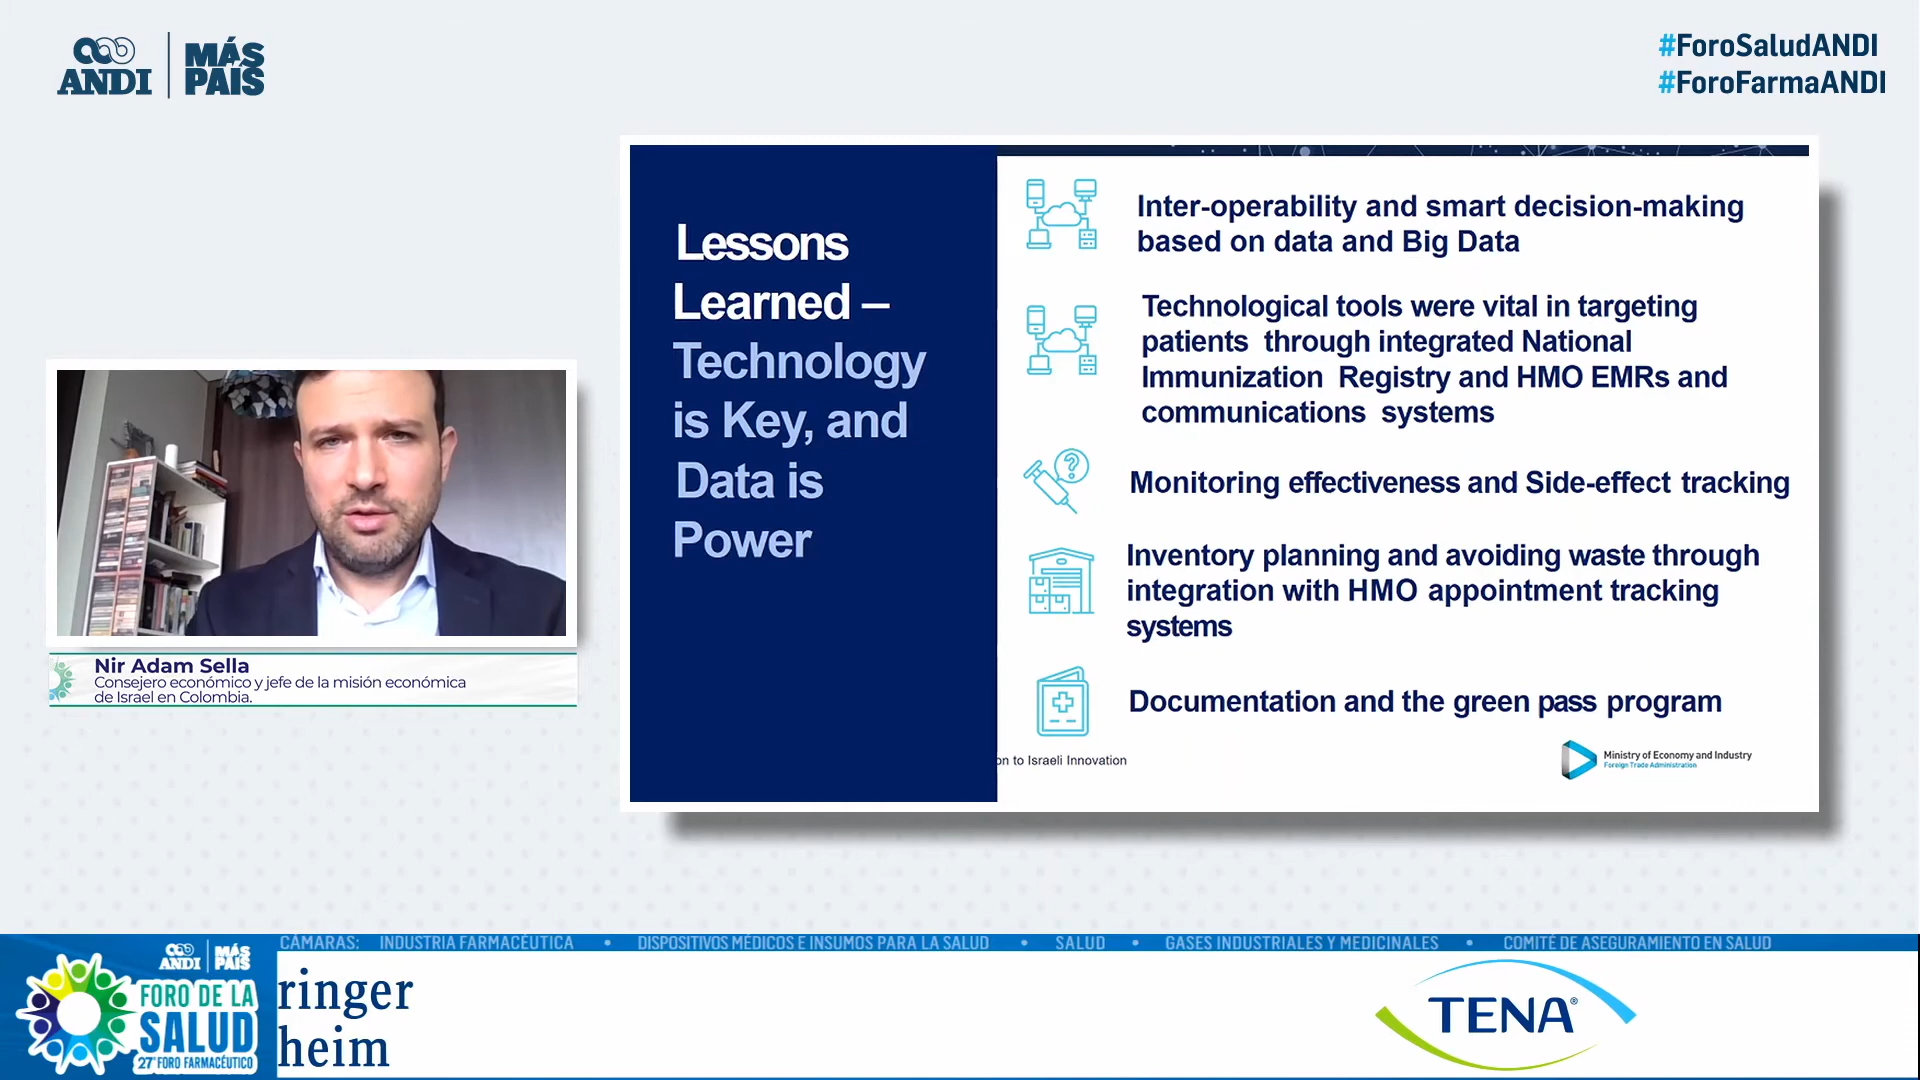 ANDI
MÁS
PAÍS
#ForoSaludANDI
#ForoFarmaANDI
Lessons
Learned –
Technology
is Key, and
Data is
Power
Inter-operability and smart decision-making
based on data and Big Data
Technological tools were vital in targeting
patients through integrated National
Immunization Registry and HMO EMRs and
communications systems
Monitoring effectiveness and Side-effect tracking
Inventory planning and avoiding waste through
integration with HMO appointment tracking
systems
Documentation and the green pass program
on to Israeli Innovation
Ministry of Economy and Industry
Foreign Trade Administration
Nir Adam Sella
Consejero económico y jefe de la misión económica
de Israel en Colombia.
CÁMARAS: INDUSTRIA FARMACÉUTICA • DISPOSITIVOS MÉDICOS E INSUMOS PARA LA SALUD • SALUD • GASES INDUSTRIALES Y MEDICINALES • COMITÉ DE ASEGURAMIENTO EN SALUD
ANDI
MÁS
PAÍS
FORO DE LA
SALUD
27° FORO FARMACÉUTICO
ringer
heim
TENA®